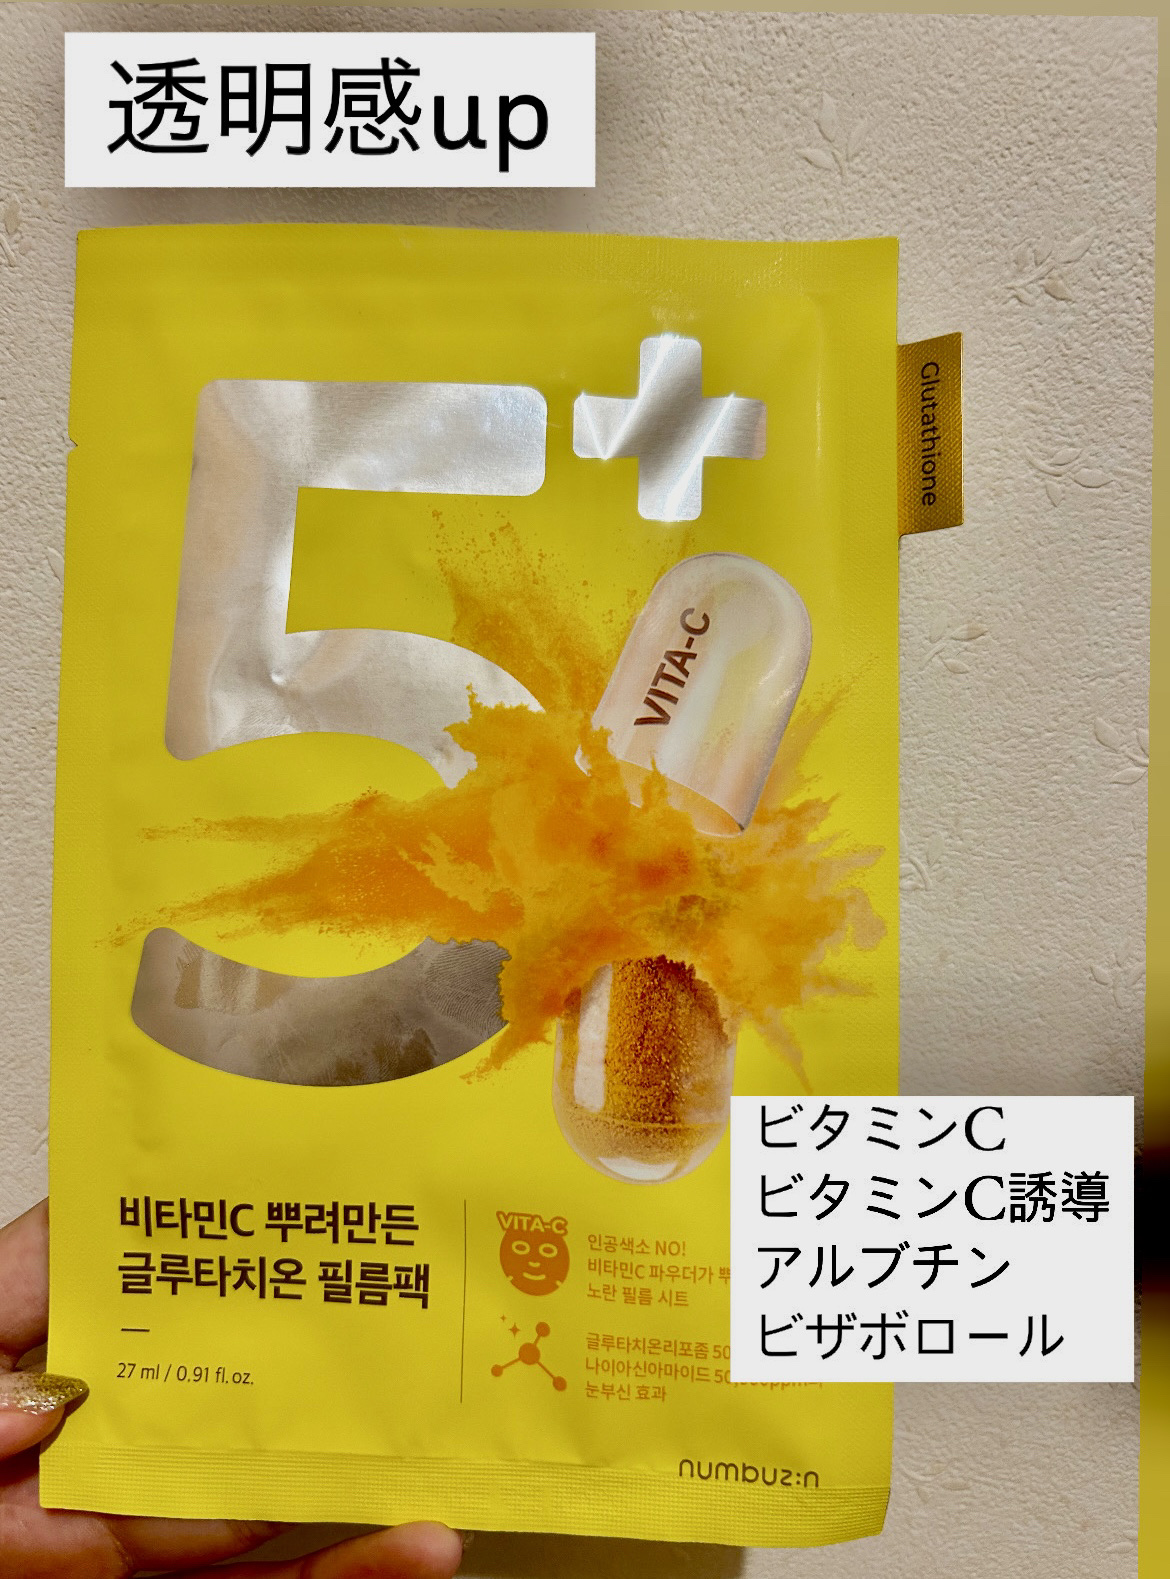 透明感up
5+
Glutathione
VITA-C
비타민C 뿌려만든
글루타치온 필름팩
27 ml / 0.91 fl.oz.
VITA-C
인공색소 NO!
비타민C 파우더가
노란 필름 시트
글루타치온리포좀
나이아신아마이드
눈부신 효과
ビタミンC
ビタミンC誘導
アルブチン
ビザボロール
numbuz:n